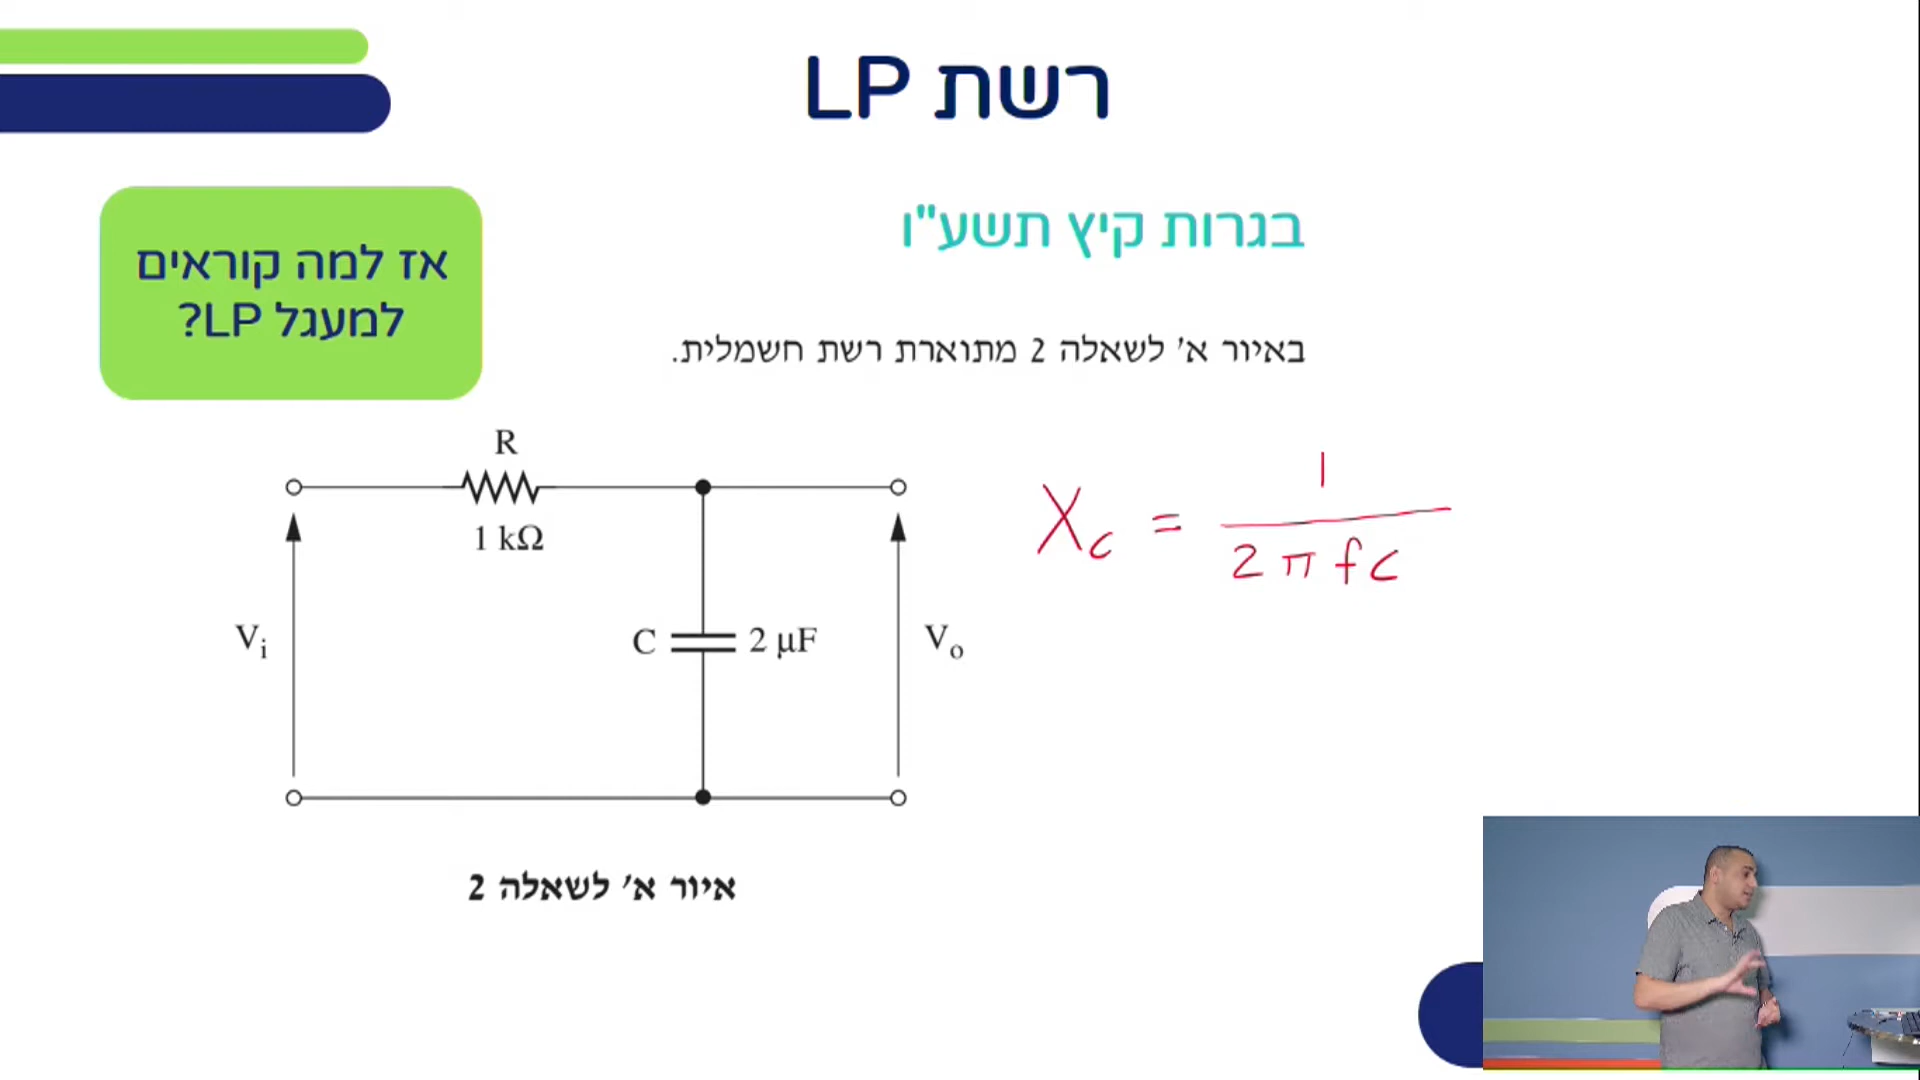 רשת LP
בגרות קיץ תשע"ו
אז למה קוראים
למעגל LP?
באיור א' לשאלה 2 מתוארת רשת חשמלית.
R
1 kΩ
Xc = 1 / 2πfc
Vi
C
2 µF
Vo
איור א' לשאלה 2